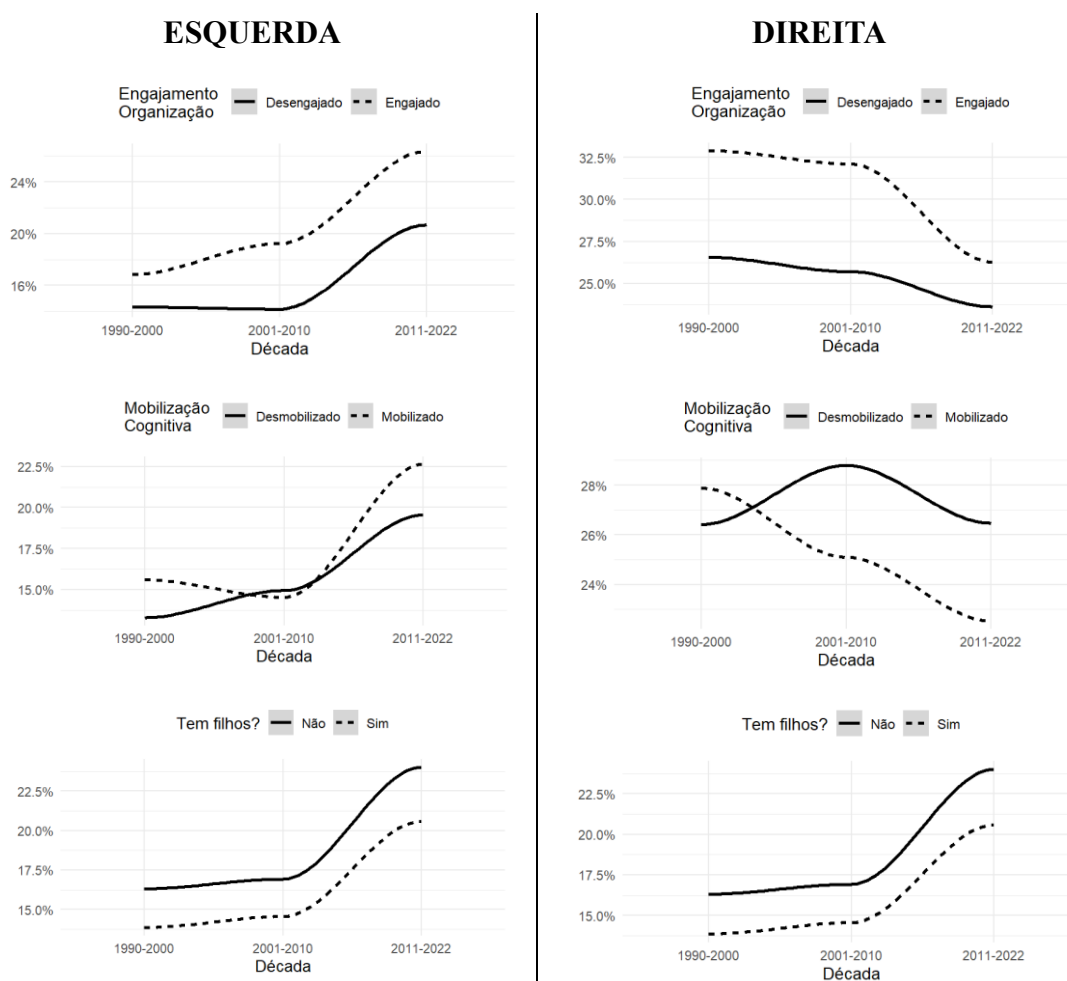 ESQUERDA
Engajamento
Organização
Desengajado
Engajado
24%
20%
16%
1990-2000
2001-2010
2011-2022
Década
Mobilização
Cognitiva
Desmobilizado
Mobilizado
22.5%
20.0%
17.5%
15.0%
1990-2000
2001-2010
2011-2022
Década
Tem filhos?
Não
Sim
22.5%
20.0%
17.5%
15.0%
1990-2000
2001-2010
2011-2022
Década
DIREITA
Engajamento
Organização
Desengajado
Engajado
32.5%
30.0%
27.5%
25.0%
1990-2000
2001-2010
2011-2022
Década
Mobilização
Cognitiva
Desmobilizado
Mobilizado
28%
26%
24%
1990-2000
2001-2010
2011-2022
Década
Tem filhos?
Não
Sim
22.5%
20.0%
17.5%
15.0%
1990-2000
2001-2010
2011-2022
Década